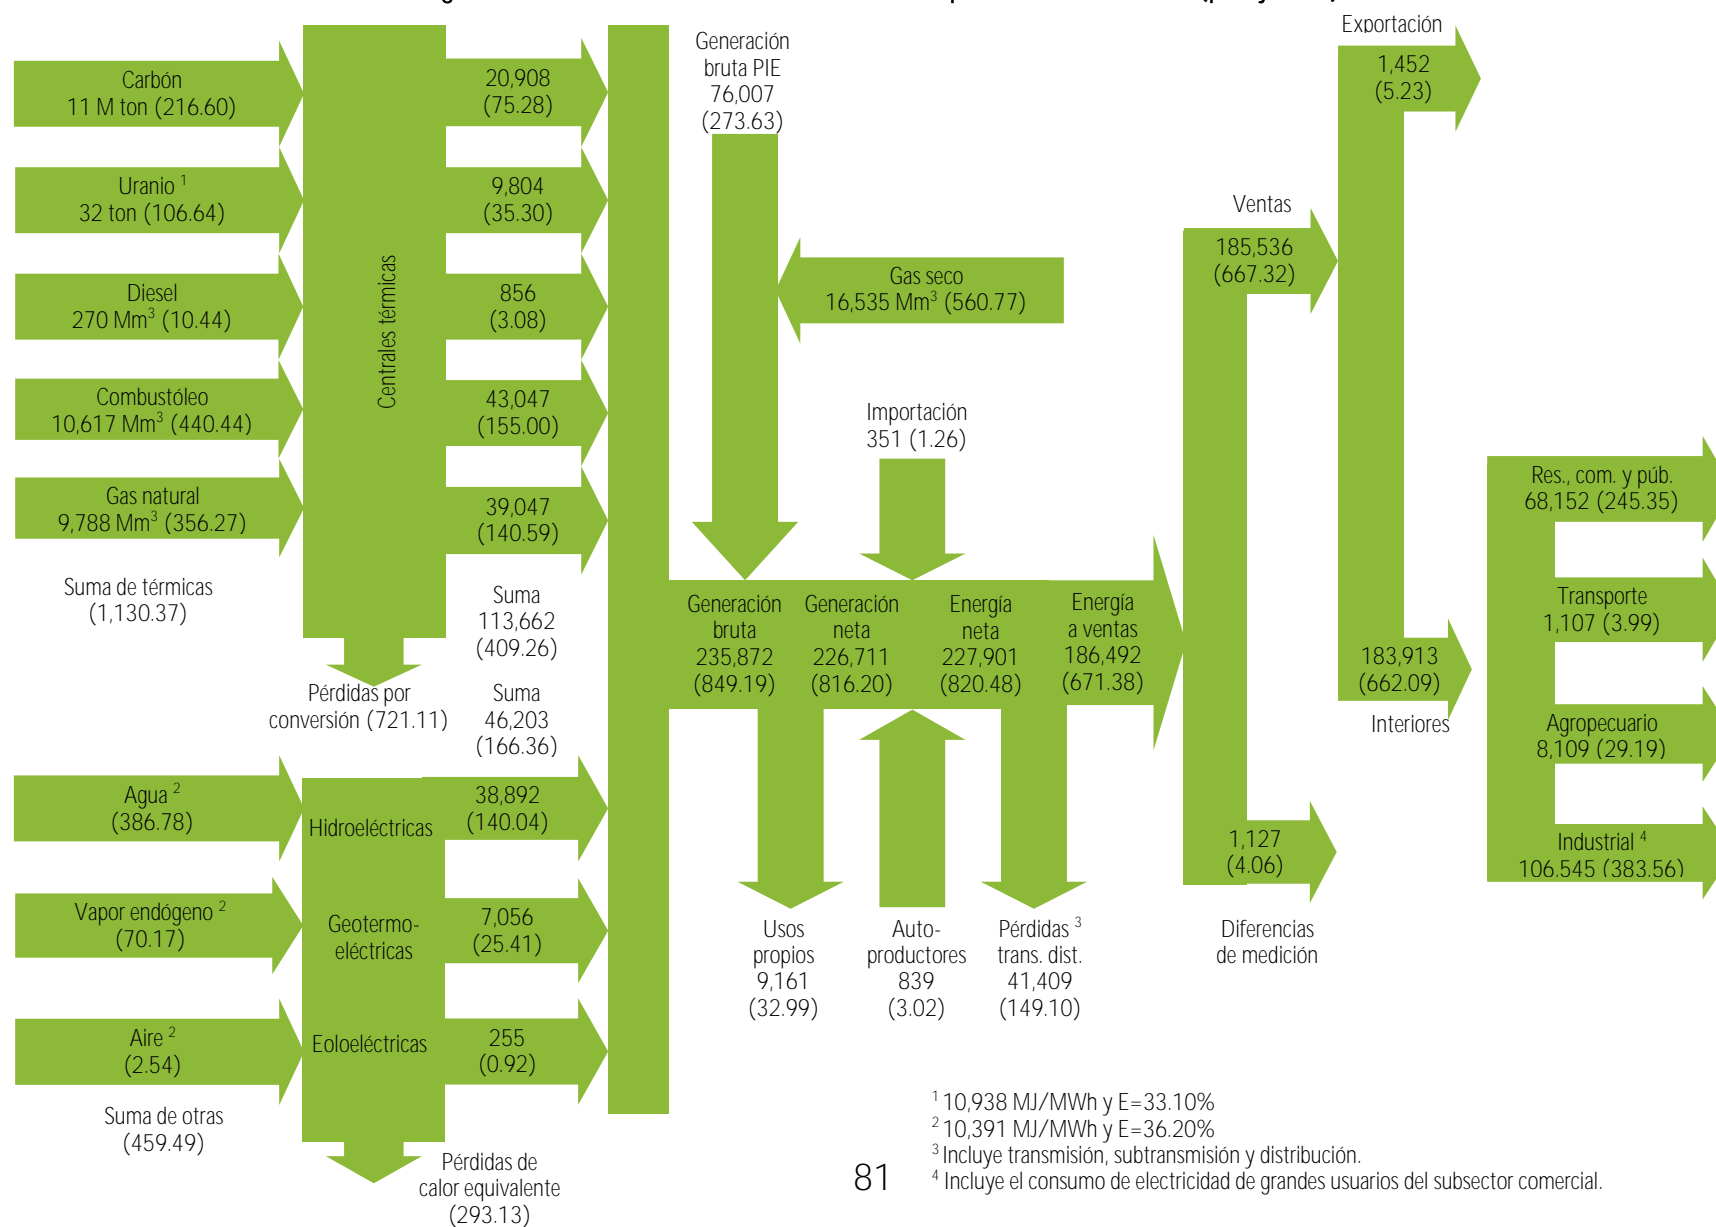 Carbón
11 M ton (216.60)
Uranio ¹
32 ton (106.64)
Diesel
270 Mm³ (10.44)
Combustóleo
10,617 Mm³ (440.44)
Gas natural
9,788 Mm³ (356.27)
Suma de térmicas
(1,130.37)
Centrales térmicas
Pérdidas por
conversión (721.11)
20,908
(75.28)
9,804
(35.30)
856
(3.08)
43,047
(155.00)
39,047
(140.59)
Suma
113,662
(409.26)
Suma
46,203
(166.36)
Agua ²
(386.78)
Vapor endógeno ²
(70.17)
Aire ²
(2.54)
Suma de otras
(459.49)
Hidroeléctricas
Geotermo-
eléctricas
Eoloeléctricas
38,892
(140.04)
7,056
(25.41)
255
(0.92)
Pérdidas de
calor equivalente
(293.13)
Generación
bruta PIE
76,007
(273.63)
Gas seco
16,535 Mm³ (560.77)
Importación
351 (1.26)
Generación
bruta
235,872
(849.19)
Generación
neta
226,711
(816.20)
Energía
neta
227,901
(820.48)
Energía
a ventas
186,492
(671.38)
Usos
propios
9,161
(32.99)
Auto-
productores
839
(3.02)
Pérdidas ³
trans. dist.
41,409
(149.10)
Ventas
185,536
(667.32)
1,127
(4.06)
Diferencias
de medición
Exportación
1,452
(5.23)
183,913
(662.09)
Interiores
Res., com. y púb.
68,152 (245.35)
Transporte
1,107 (3.99)
Agropecuario
8,109 (29.19)
Industrial ⁴
106.545 (383.56)
¹ 10,938 MJ/MWh y E=33.10%
² 10,391 MJ/MWh y E=36.20%
³ Incluye transmisión, subtransmisión y distribución.
⁴ Incluye el consumo de electricidad de grandes usuarios del subsector comercial.
81